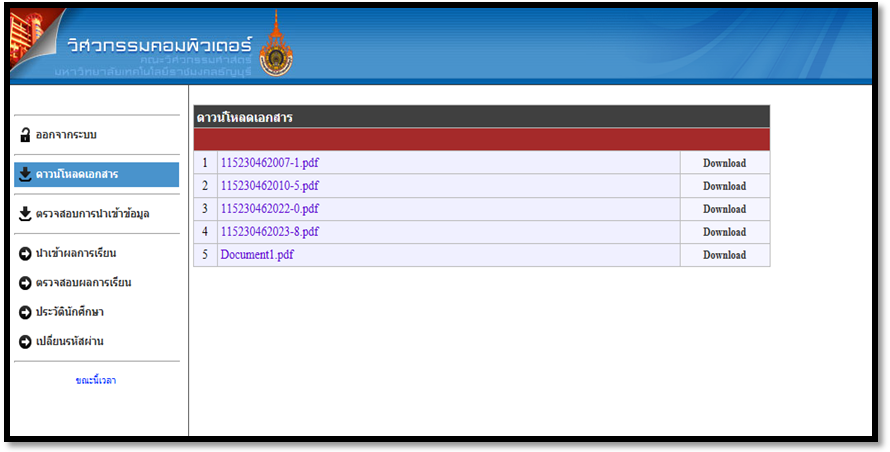 วิศวกรรมคอมพิวเตอร์
คณะวิศวกรรมศาสตร์
มหาวิทยาลัยเทคโนโลยีราชมงคลธัญบุรี
ออกจากระบบ
ดาวน์โหลดเอกสาร
ตรวจสอบการนำเข้าข้อมูล
นำเข้าผลการเรียน
ตรวจสอบผลการเรียน
ประวัตินักศึกษา
เปลี่ยนรหัสผ่าน
ขณะนี้เวลา
ดาวน์โหลดเอกสาร
1 115230462007-1.pdf Download
2 115230462010-5.pdf Download
3 115230462022-0.pdf Download
4 115230462023-8.pdf Download
5 Document1.pdf Download